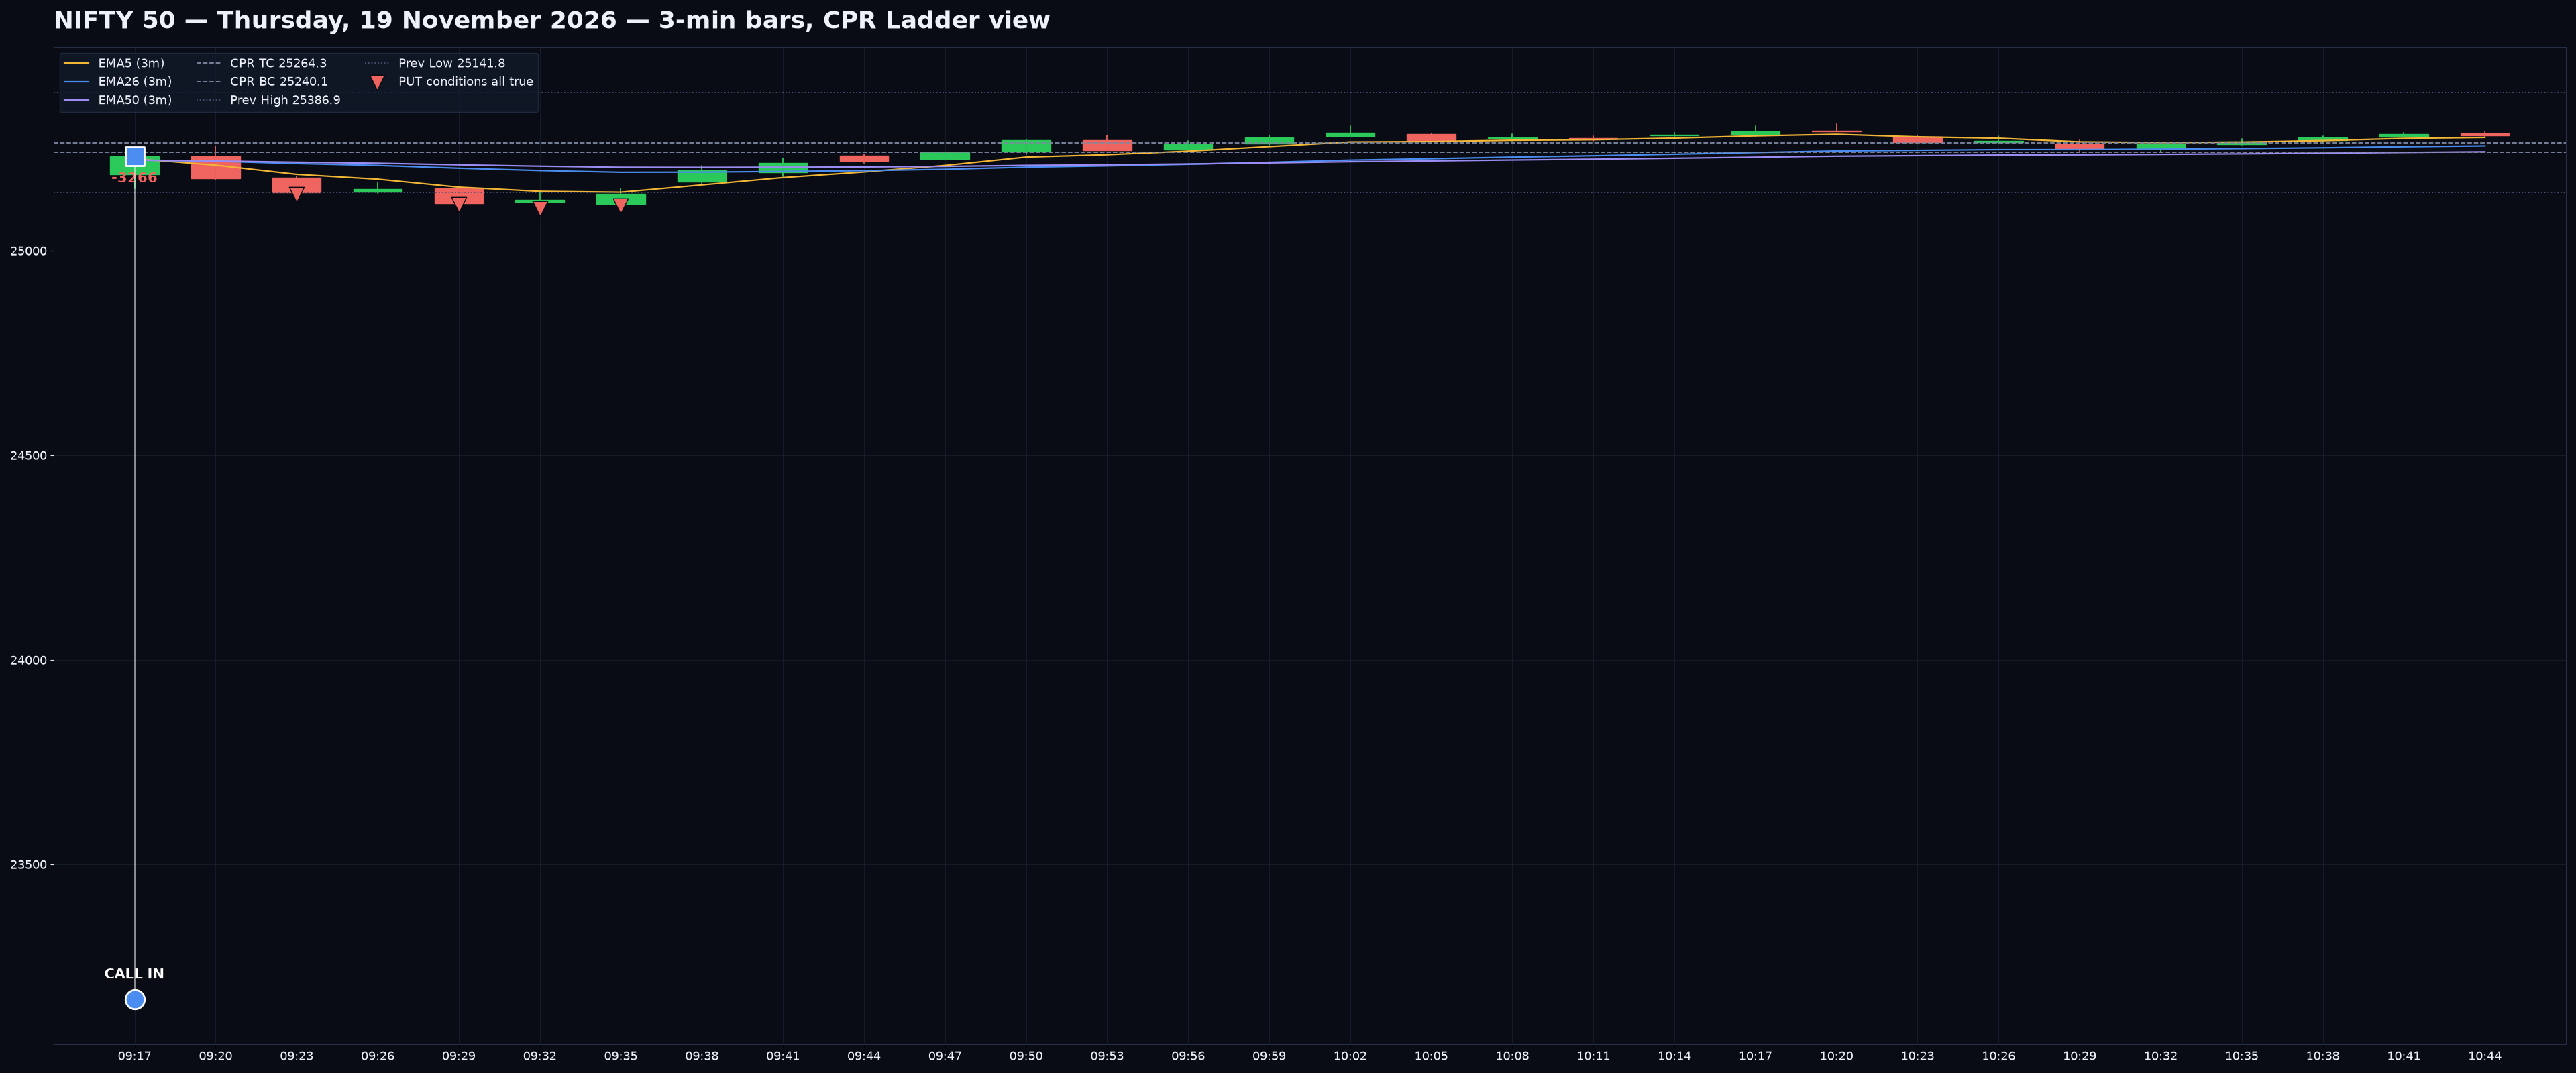 NIFTY 50 — Thursday, 19 November 2026 — 3-min bars, CPR Ladder view
EMA5 (3m)
EMA26 (3m)
EMA50 (3m)
CPR TC 25264.3
CPR BC 25240.1
Prev High 25386.9
Prev Low 25141.8
PUT conditions all true
-3266
25000
24500
24000
23500
CALL IN
09:17 09:20 09:23 09:26 09:29 09:32 09:35 09:38 09:41 09:44 09:47 09:50 09:53 09:56 09:59 10:02 10:05 10:08 10:11 10:14 10:17 10:20 10:23 10:26 10:29 10:32 10:35 10:38 10:41 10:44